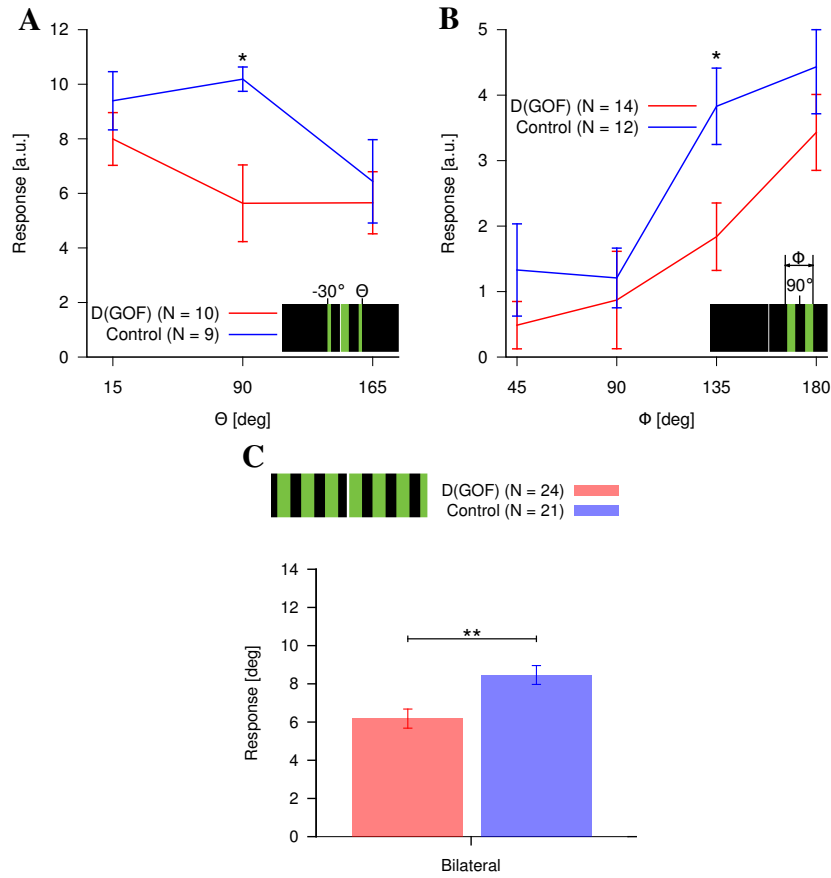 A
12
10
8
6
4
2
0
Response [a.u.]
*
-30° Θ
D(GOF) (N = 10)
Control (N = 9)
15 90 165
Θ [deg]
B
5
4
3
2
1
0
Response [a.u.]
*
D(GOF) (N = 14)
Control (N = 12)
Φ
90°
45 90 135 180
Φ [deg]
C
D(GOF) (N = 24)
Control (N = 21)
14
12
10
8
6
4
2
0
Response [deg]
**
Bilateral